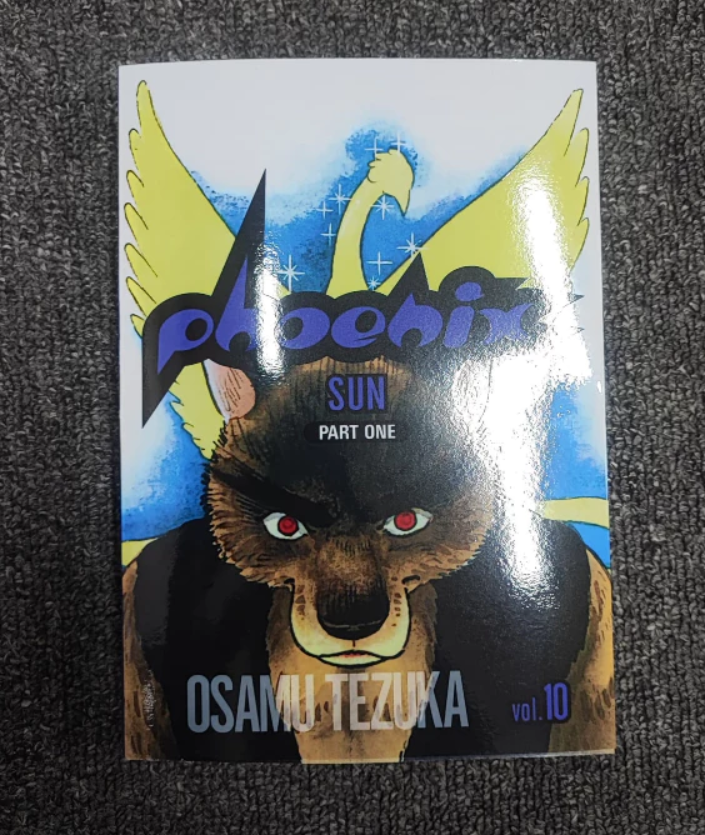 phoenix
SUN
PART ONE
OSAMU TEZUKA
vol.10